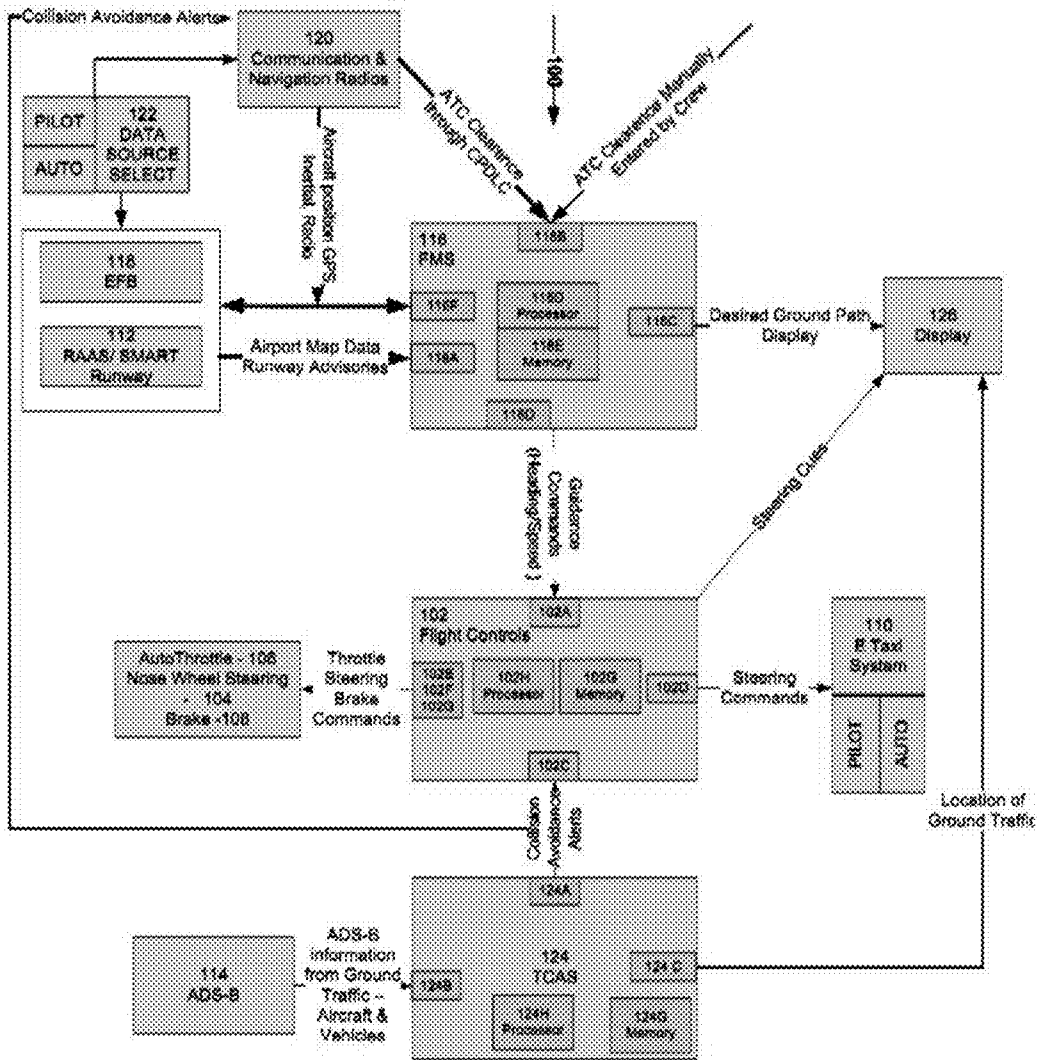 Collision Avoidance Alerts
120
Communication &
Navigation Radios
100
ATC Clearance
through CPDLC
ATC Clearence Manually
Entered by Crew
PILOT
AUTO
122
DATA
SOURCE
SELECT
Aircraft position GPS
Inertial, Radio
118
EFB
112
RAAS/ SMART
Runway
Airport Map Data
Runway Advisories
116
FMS
116B
116F
116A
116D
Processor
116E
Memory
116C
116D
Desired Ground Path
Display
126
Display
Guidance
Commands
(Heading/Speed )
Steering Cues
102
Flight Controls
102A
102E
102F
102G
102H
Processor
102G
Memory
102D
102C
AutoThrottle - 106
Nose Wheel Steering
- 104
Brake -108
Throttle
Steering
Brake
Commands
Steering
Commands
110
E Taxi
System
PILOT
AUTO
Collision
Avoidance
Alerts
Location of
Ground Traffic
114
ADS-B
ADS-B
information
from Ground
Traffic –
Aircraft &
Vehicles
124A
124
TCAS
124B
124 C
124H
Processor
124G
Memory